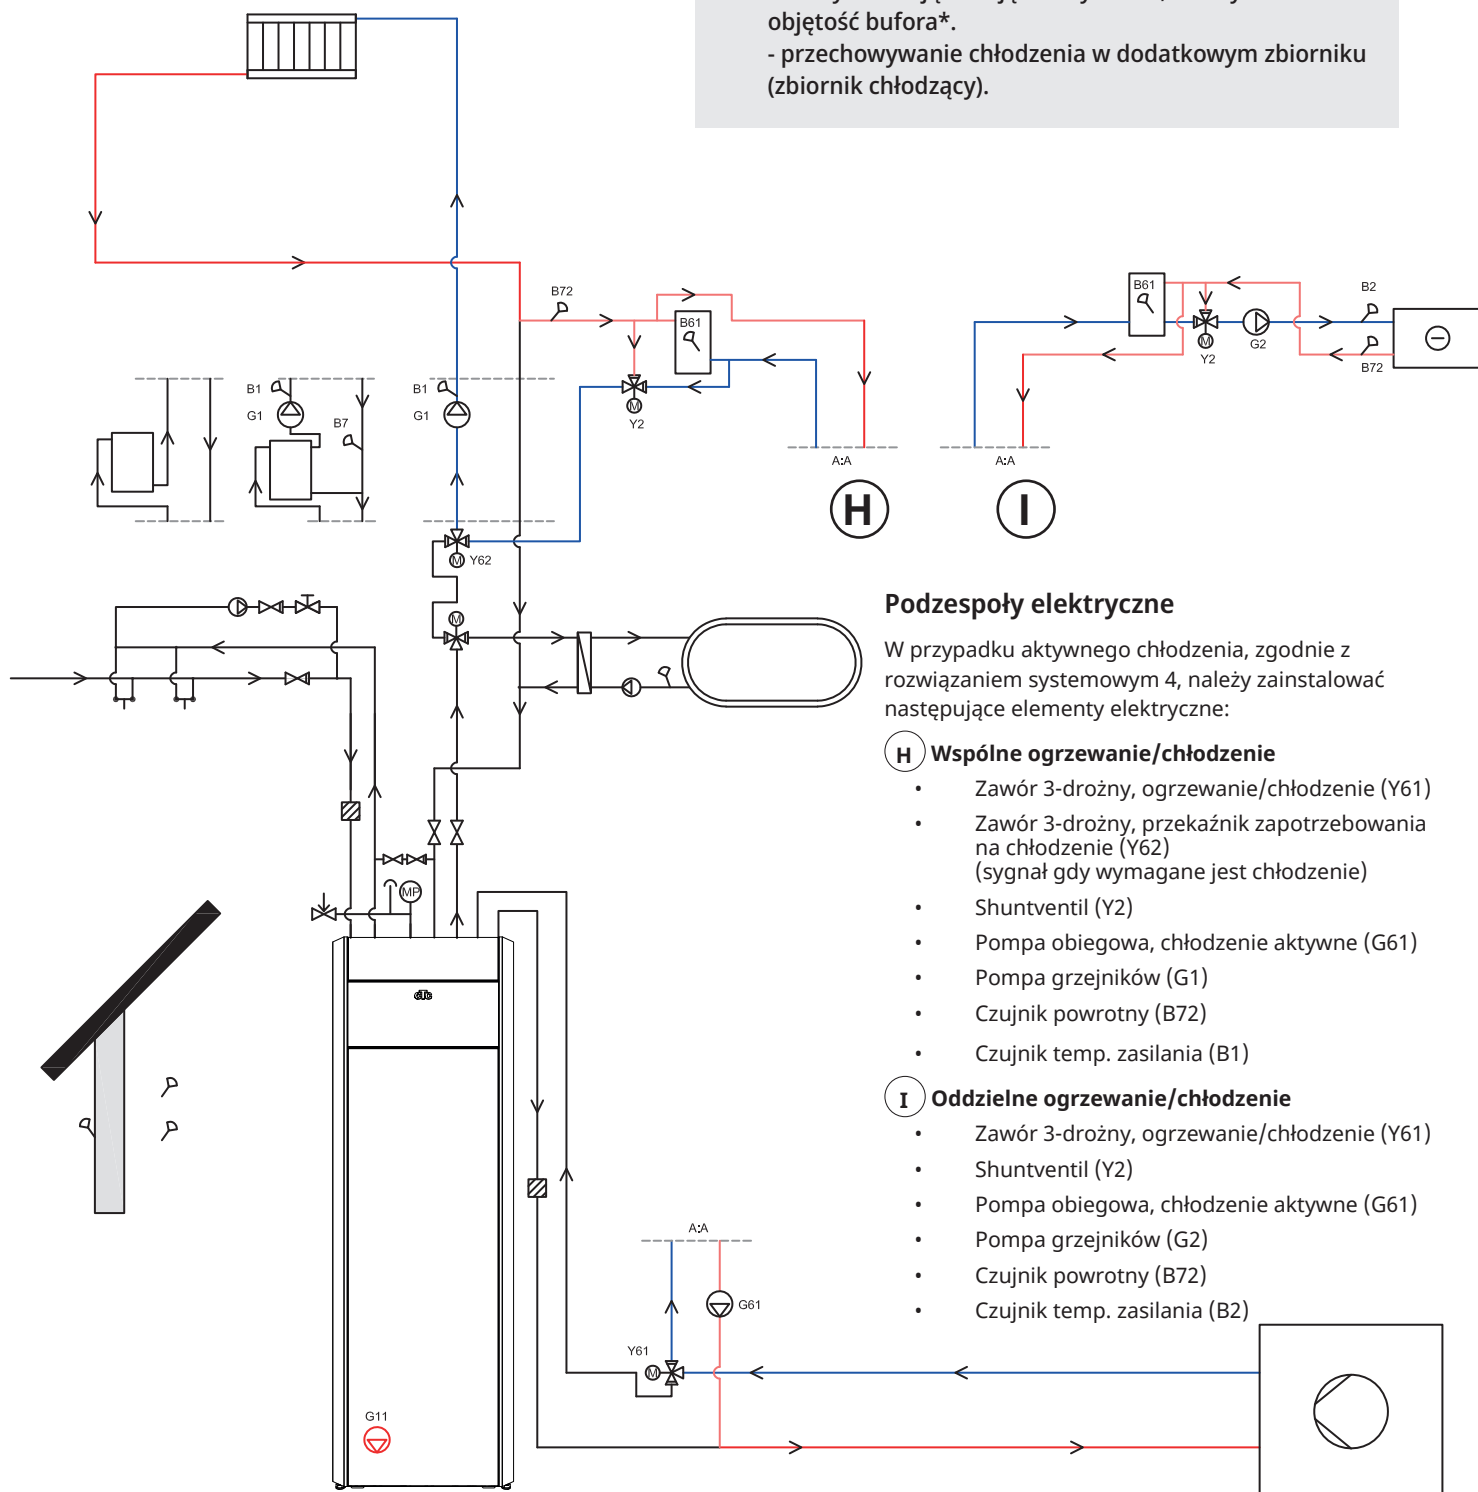 objętość bufora*.
- przechowywanie chłodzenia w dodatkowym zbiorniku
(zbiornik chłodzący).
B72
B61
B1
G1
B7
B1
G1
Y2
A:A
H
B61
B2
Y2
G2
B72
A:A
I
M
M
M
Y62
M
MP
CTC
Podzespoły elektryczne
W przypadku aktywnego chłodzenia, zgodnie z
rozwiązaniem systemowym 4, należy zainstalować
następujące elementy elektryczne:
H Wspólne ogrzewanie/chłodzenie
• Zawór 3-drożny, ogrzewanie/chłodzenie (Y61)
• Zawór 3-drożny, przekaźnik zapotrzebowania
na chłodzenie (Y62)
(sygnał gdy wymagane jest chłodzenie)
• Shuntventil (Y2)
• Pompa obiegowa, chłodzenie aktywne (G61)
• Pompa grzejników (G1)
• Czujnik powrotny (B72)
• Czujnik temp. zasilania (B1)
I Oddzielne ogrzewanie/chłodzenie
• Zawór 3-drożny, ogrzewanie/chłodzenie (Y61)
• Shuntventil (Y2)
• Pompa obiegowa, chłodzenie aktywne (G61)
• Pompa grzejników (G2)
• Czujnik powrotny (B72)
• Czujnik temp. zasilania (B2)
A:A
G61
Y61
M
G11